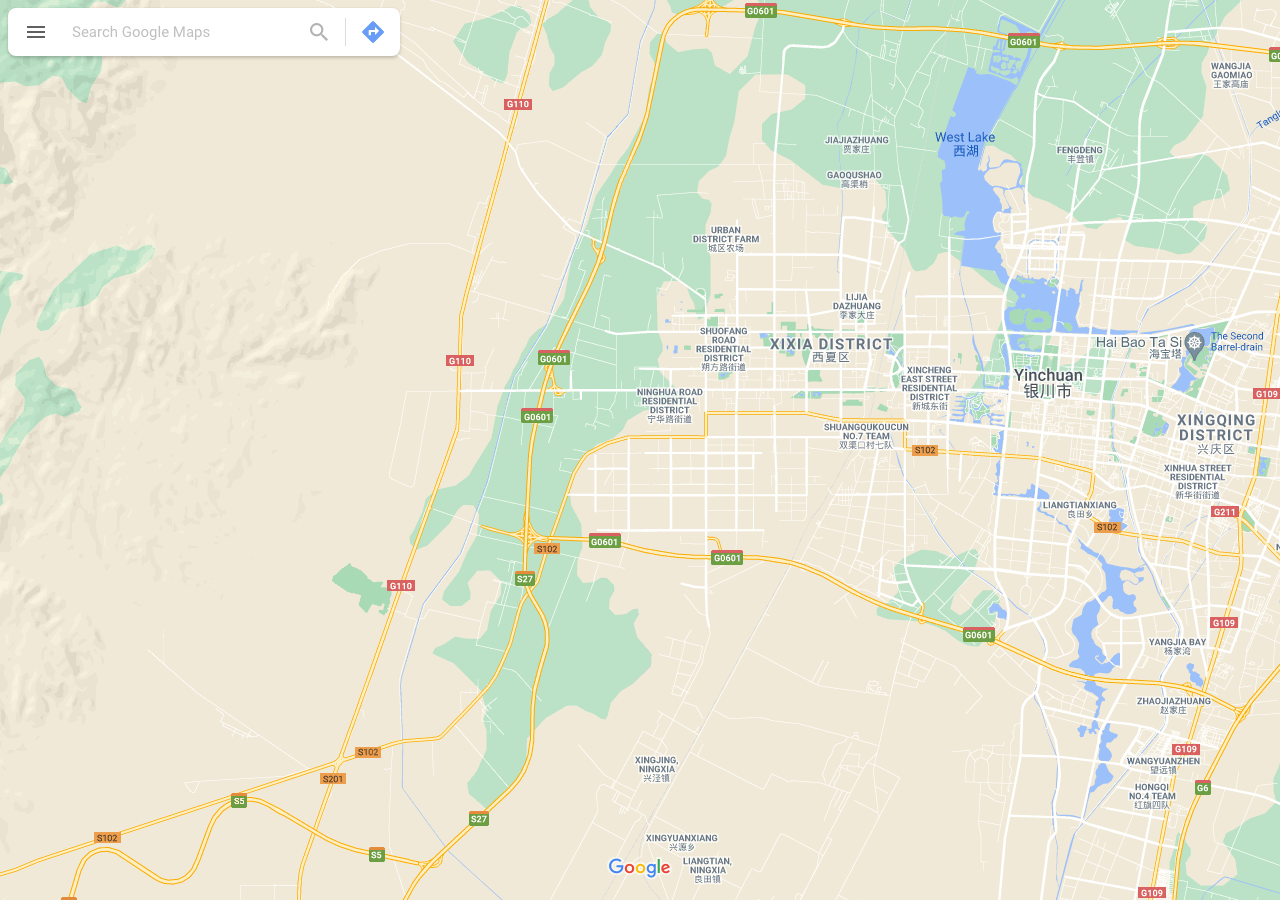 Search Google Maps
G0601
G0601
WANGJIA
GAOMIAO
王家高庙
G110
West Lake
西湖
JIAJIAZHUANG
贾家庄
FENGDENG
丰登镇
GAOQUSHAO
高渠梢
URBAN
DISTRICT FARM
城区农场
LIJIA
DAZHUANG
李家大庄
SHUOFANG
ROAD
RESIDENTIAL
DISTRICT
朔方路街道
XIXIA DISTRICT
西夏区
Hai Bao Ta Si
海宝塔
The Second
Barrel-drain
G110
G0601
XINCHENG
EAST STREET
RESIDENTIAL
DISTRICT
新城东街
Yinchuan
银川市
NINGHUA ROAD
RESIDENTIAL
DISTRICT
宁华路街道
G109
G0601
XINGQING
DISTRICT
兴庆区
SHUANGQUKOUCUN
NO.7 TEAM
双渠口村七队
S102
XINHUA STREET
RESIDENTIAL
DISTRICT
新华街街道
LIANGTIANXIANG
良田乡
G211
S102
G0601
S102
G0601
S27
G110
G109
G0601
YANGJIA BAY
杨家湾
ZHAOJIAZHUANG
赵家庄
S102
G109
XINGJING,
NINGXIA
兴泾镇
WANGYUANZHEN
望远镇
S201
HONGQI
NO.4 TEAM
红旗四队
G6
S5
S27
S102
XINGYUANXIANG
兴源乡
S5
Google
LIANGTIAN,
NINGXIA
良田镇
G109